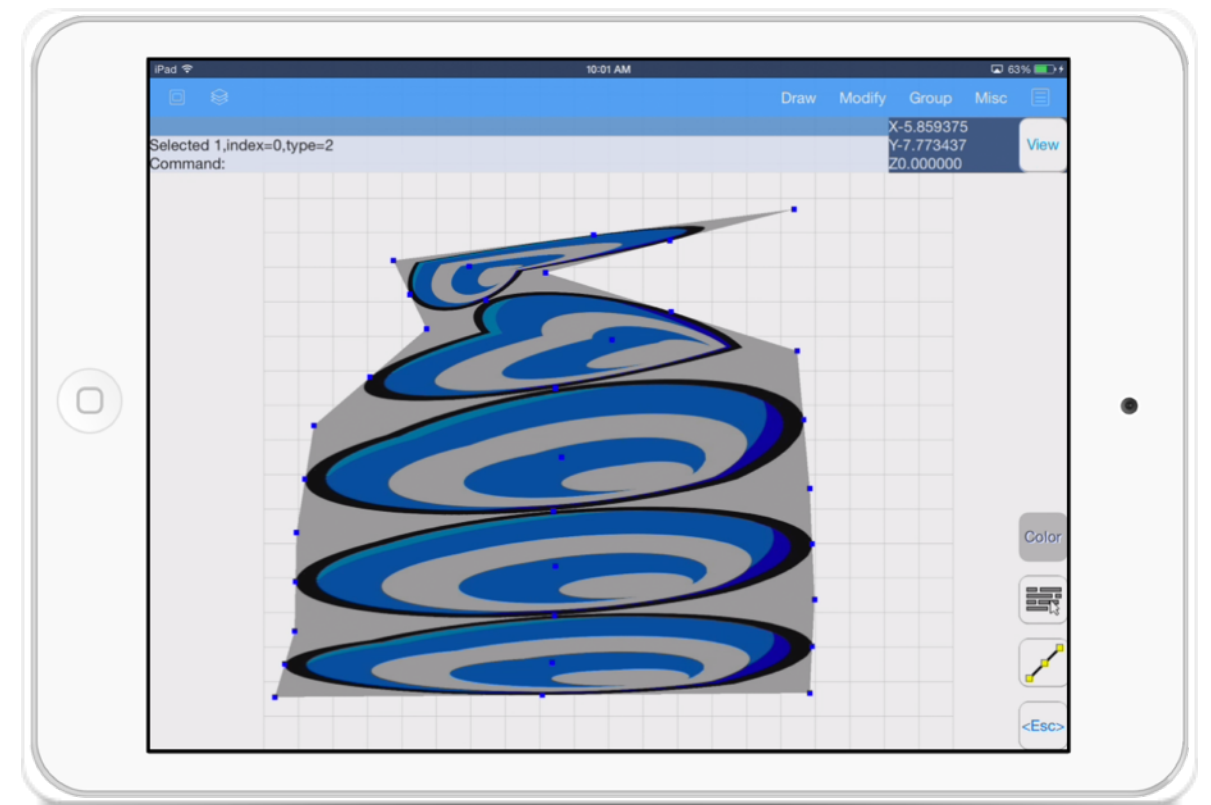 iPad 10:01 AM 63%
Draw Modify Group Misc
X-5.859375
Selected 1,index=0,type=2 Y-7.773437 View
Command: Z0.000000
Color
<Esc>